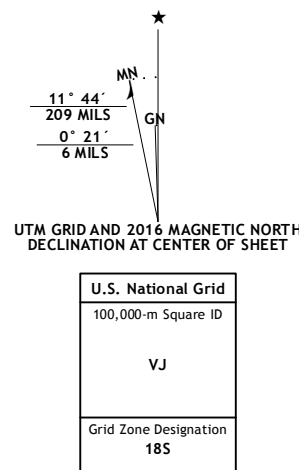 ★
MN
11° 44´
209 MILS
GN
0° 21´
6 MILS
UTM GRID AND 2016 MAGNETIC NORTH
DECLINATION AT CENTER OF SHEET
U.S. National Grid
100,000-m Square ID
VJ
Grid Zone Designation
18S